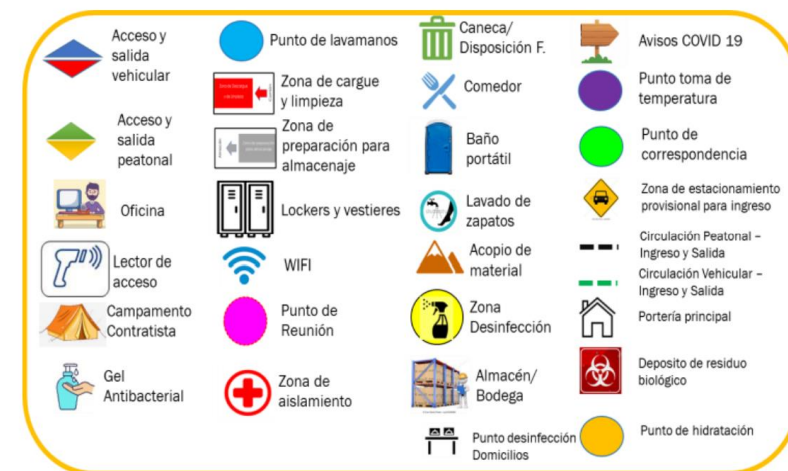 Acceso y
salida
vehicular
Acceso y
salida
peatonal
Oficina
Lector de
acceso
Campamento
Contratista
Gel
Antibacterial
Punto de lavamanos
Zona de cargue
y limpieza
Zona de
preparación para
almacenaje
Lockers y vestieres
WIFI
Punto de
Reunión
Zona de
aislamiento
Caneca/
Disposición F.
Comedor
Baño
portátil
Lavado de
zapatos
Acopio de
material
Zona
Desinfección
Almacén/
Bodega
Punto desinfección
Domicilios
Avisos COVID 19
Punto toma de
temperatura
Punto de
correspondencia
Zona de estacionamiento
provisional para ingreso
Circulación Peatonal –
Ingreso y Salida
Circulación Vehicular –
Ingreso y Salida
Portería principal
Deposito de residuo
biológico
Punto de hidratación